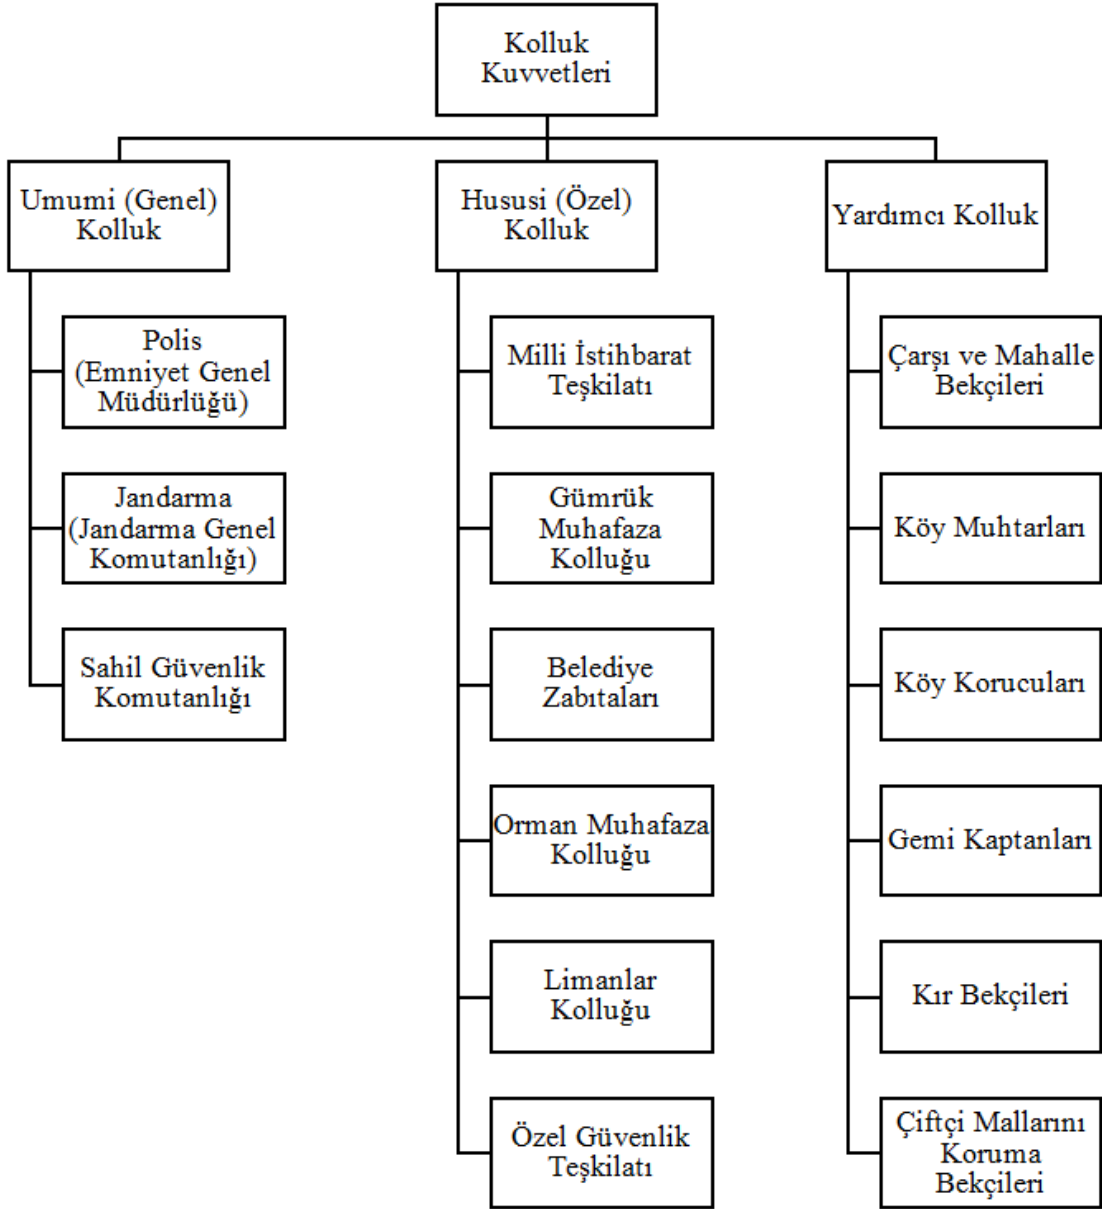 Kolluk
Kuvvetleri
Umumi (Genel)
Kolluk
Hususi (Özel)
Kolluk
Yardımcı Kolluk
Polis
(Emniyet Genel
Müdürlüğü)
Jandarma
(Jandarma Genel
Komutanlığı)
Sahil Güvenlik
Komutanlığı
Milli İstihbarat
Teşkilatı
Gümrük
Muhafaza
Kolluğu
Belediye
Zabıtaları
Orman Muhafaza
Kolluğu
Limanlar
Kolluğu
Özel Güvenlik
Teşkilatı
Çarşı ve Mahalle
Bekçileri
Köy Muhtarları
Köy Korucuları
Gemi Kaptanları
Kır Bekçileri
Çiftçi Mallarını
Koruma
Bekçileri